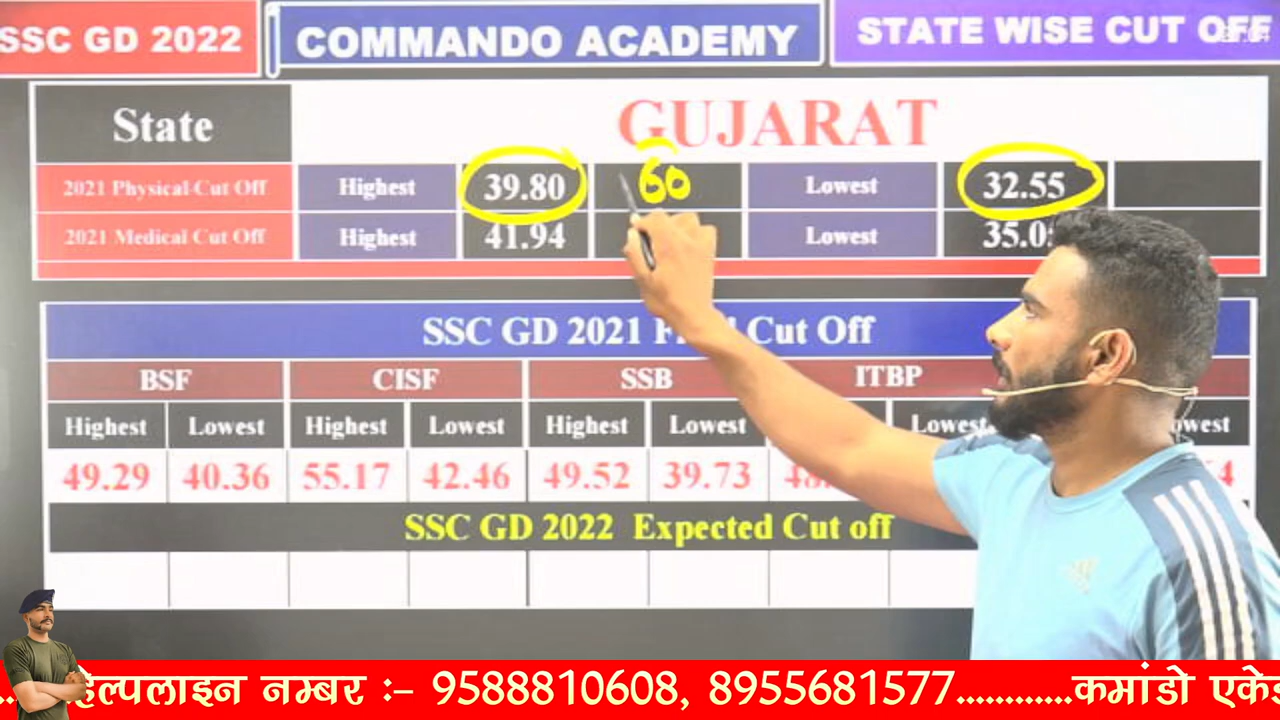 SSC GD 2022 COMMANDO ACADEMY STATE WISE CUT OFF
State GUJARAT
2021 Physical Cut Off Highest 39.80 60 Lowest 32.55
2021 Medical Cut Off Highest 41.94 Lowest
SSC GD 2021 Cut Off
BSF CISF SSB ITBP
Highest Lowest Highest Lowest Highest Lowest Lowest
49.29 40.36 55.17 42.46 49.52 39.73
SSC GD 2022 Expected Cut off
हेल्पलाइन नम्बर :- 9588810608, 8955681577............कमांडो